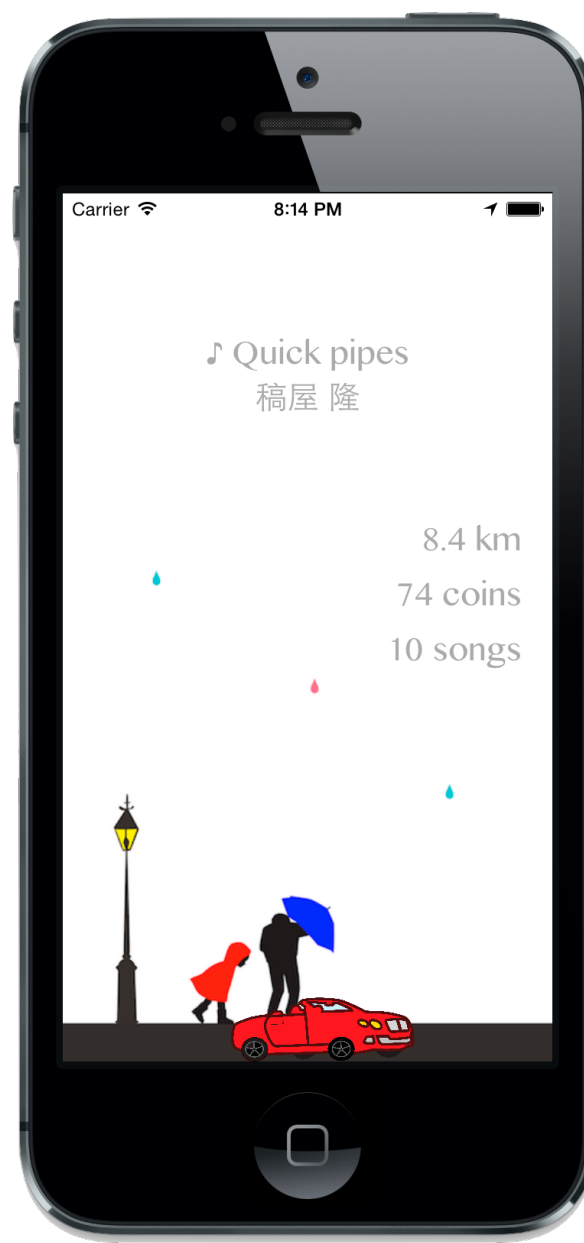 Carrier 8:14 PM
♪ Quick pipes
稿屋 隆
8.4 km
74 coins
10 songs